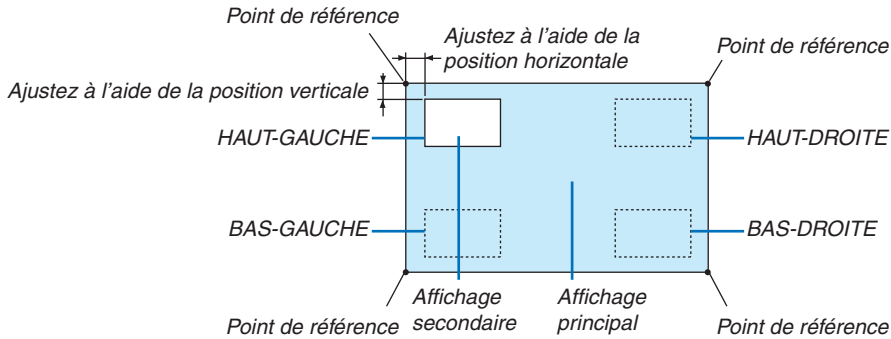 Point de référence
Ajustez à l’aide de la
position horizontale
Point de référence
Ajustez à l’aide de la position verticale
HAUT-GAUCHE
HAUT-DROITE
BAS-GAUCHE
BAS-DROITE
Affichage
secondaire
Affichage
principal
Point de référence
Point de référence